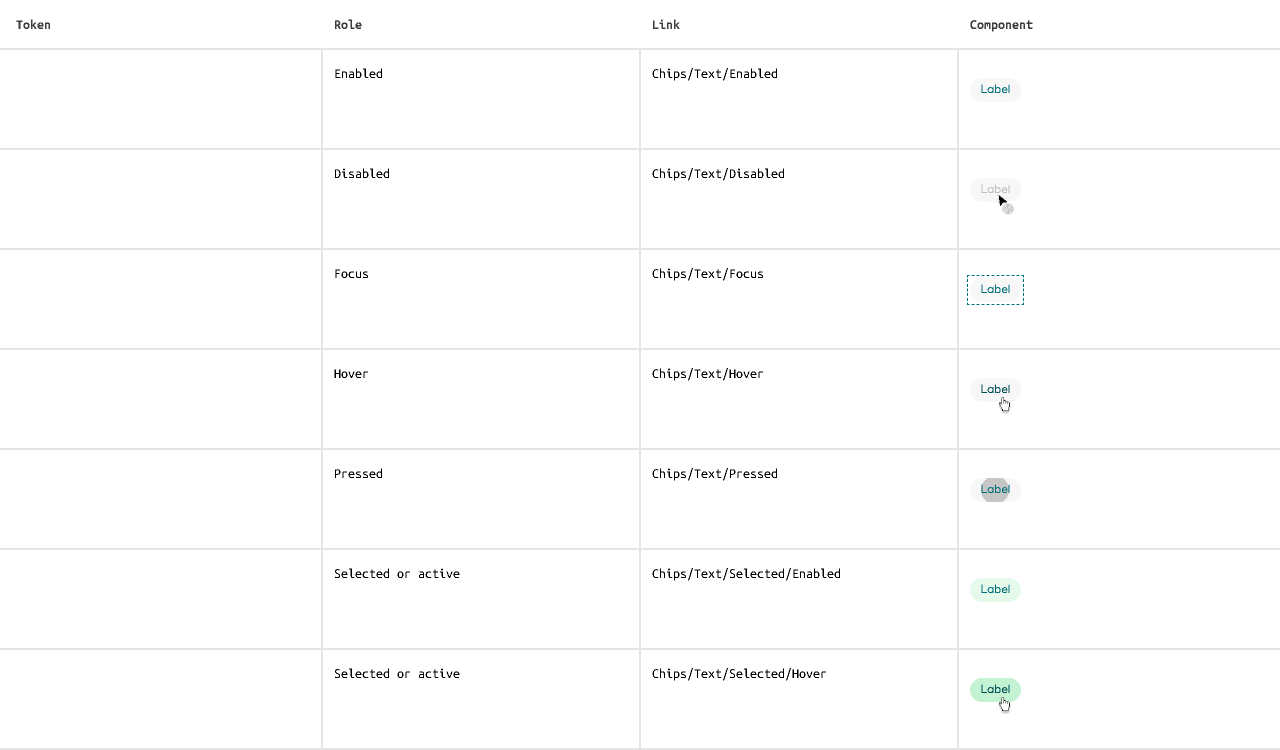 Token Role Link Component
Enabled Chips/Text/Enabled Label
Disabled Chips/Text/Disabled Label
Focus Chips/Text/Focus Label
Hover Chips/Text/Hover Label
Pressed Chips/Text/Pressed Label
Selected or active Chips/Text/Selected/Enabled Label
Selected or active Chips/Text/Selected/Hover Label